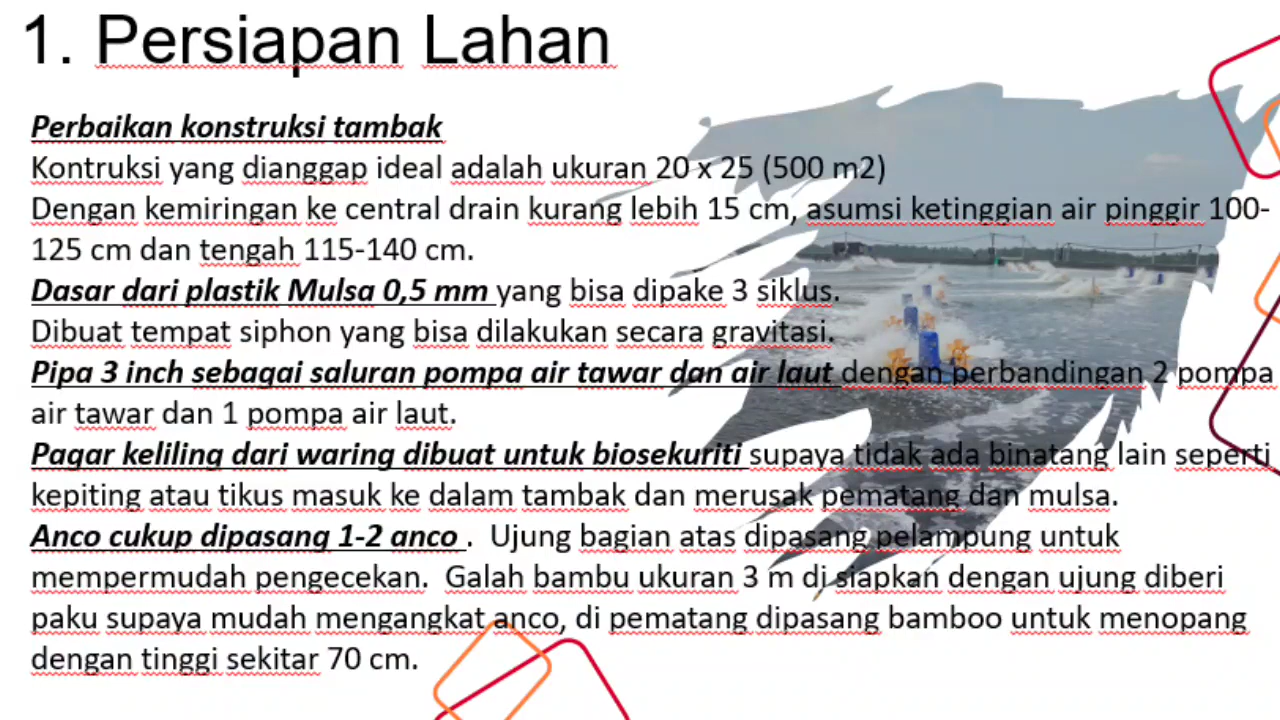 1. Persiapan Lahan
Perbaikan konstruksi tambak
Kontruksi yang dianggap ideal adalah ukuran 20 x 25 (500 m2)
Dengan kemiringan ke central drain kurang lebih 15 cm, asumsi ketinggian air pinggir 100-
125 cm dan tengah 115-140 cm.
Dasar dari plastik Mulsa 0,5 mm yang bisa dipake 3 siklus.
Dibuat tempat siphon yang bisa dilakukan secara gravitasi.
Pipa 3 inch sebagai saluran pompa air tawar dan air laut dengan perbandingan 2 pompa
air tawar dan 1 pompa air laut.
Pagar keliling dari waring dibuat untuk biosekuriti supaya tidak ada binatang lain seperti
kepiting atau tikus masuk ke dalam tambak dan merusak pematang dan mulsa.
Anco cukup dipasang 1-2 anco .  Ujung bagian atas dipasang pelampung untuk
mempermudah pengecekan.  Galah bambu ukuran 3 m di siapkan dengan ujung diberi
paku supaya mudah mengangkat anco, di pematang dipasang bamboo untuk menopang
dengan tinggi sekitar 70 cm.